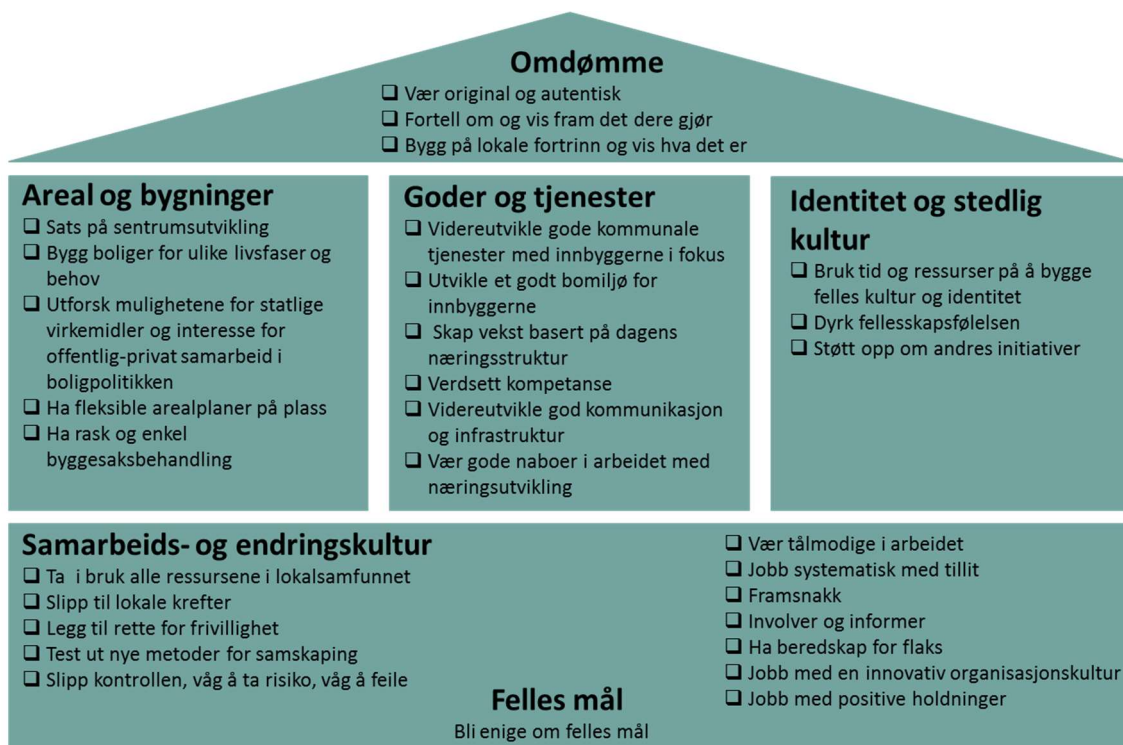 Omdømme
❑ Vær original og autentisk
❑ Fortell om og vis fram det dere gjør
❑ Bygg på lokale fortrinn og vis hva det er
Areal og bygninger
❑ Sats på sentrumsutvikling
❑ Bygg boliger for ulike livsfaser og
behov
❑ Utforsk mulighetene for statlige
virkemidler og interesse for
offentlig-privat samarbeid i
boligpolitikken
❑ Ha fleksible arealplaner på plass
❑ Ha rask og enkel
byggesaksbehandling
Goder og tjenester
❑ Videreutvikle gode kommunale
tjenester med innbyggerne i fokus
❑ Utvikle et godt bomiljø for
innbyggerne
❑ Skap vekst basert på dagens
næringsstruktur
❑ Verdsett kompetanse
❑ Videreutvikle god kommunikasjon
og infrastruktur
❑ Vær gode naboer i arbeidet med
næringsutvikling
Identitet og stedlig
kultur
❑ Bruk tid og ressurser på å bygge
felles kultur og identitet
❑ Dyrk fellesskapsfølelsen
❑ Støtt opp om andres initiativer
Samarbeids- og endringskultur
❑ Ta i bruk alle ressursene i lokalsamfunnet
❑ Slipp til lokale krefter
❑ Legg til rette for frivillighet
❑ Test ut nye metoder for samskaping
❑ Slipp kontrollen, våg å ta risiko, våg å feile
❑ Vær tålmodige i arbeidet
❑ Jobb systematisk med tillit
❑ Framsnakk
❑ Involver og informer
❑ Ha beredskap for flaks
❑ Jobb med en innovativ organisasjonskultur
❑ Jobb med positive holdninger
Felles mål
Bli enige om felles mål